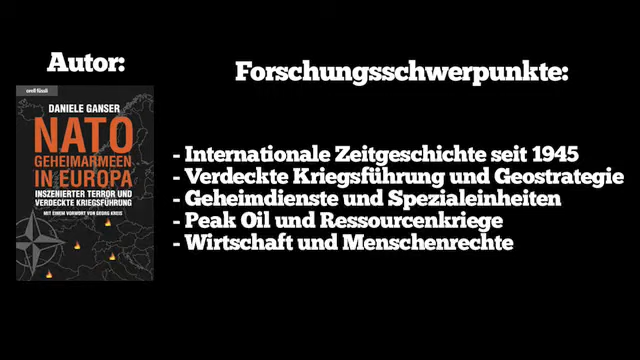 Autor:
orell füssli
DANIELE GANSER
NATO
GEHEIMARMEEN
IN EUROPA
INSZENIERTER TERROR UND
VERDECKTE KRIEGSFÜHRUNG
MIT EINEM VORWORT VON GEORG KREIS
Forschungsschwerpunkte:
- Internationale Zeitgeschichte seit 1945
- Verdeckte Kriegsführung und Geostrategie
- Geheimdienste und Spezialeinheiten
- Peak Oil und Ressourcenkriege
- Wirtschaft und Menschenrechte